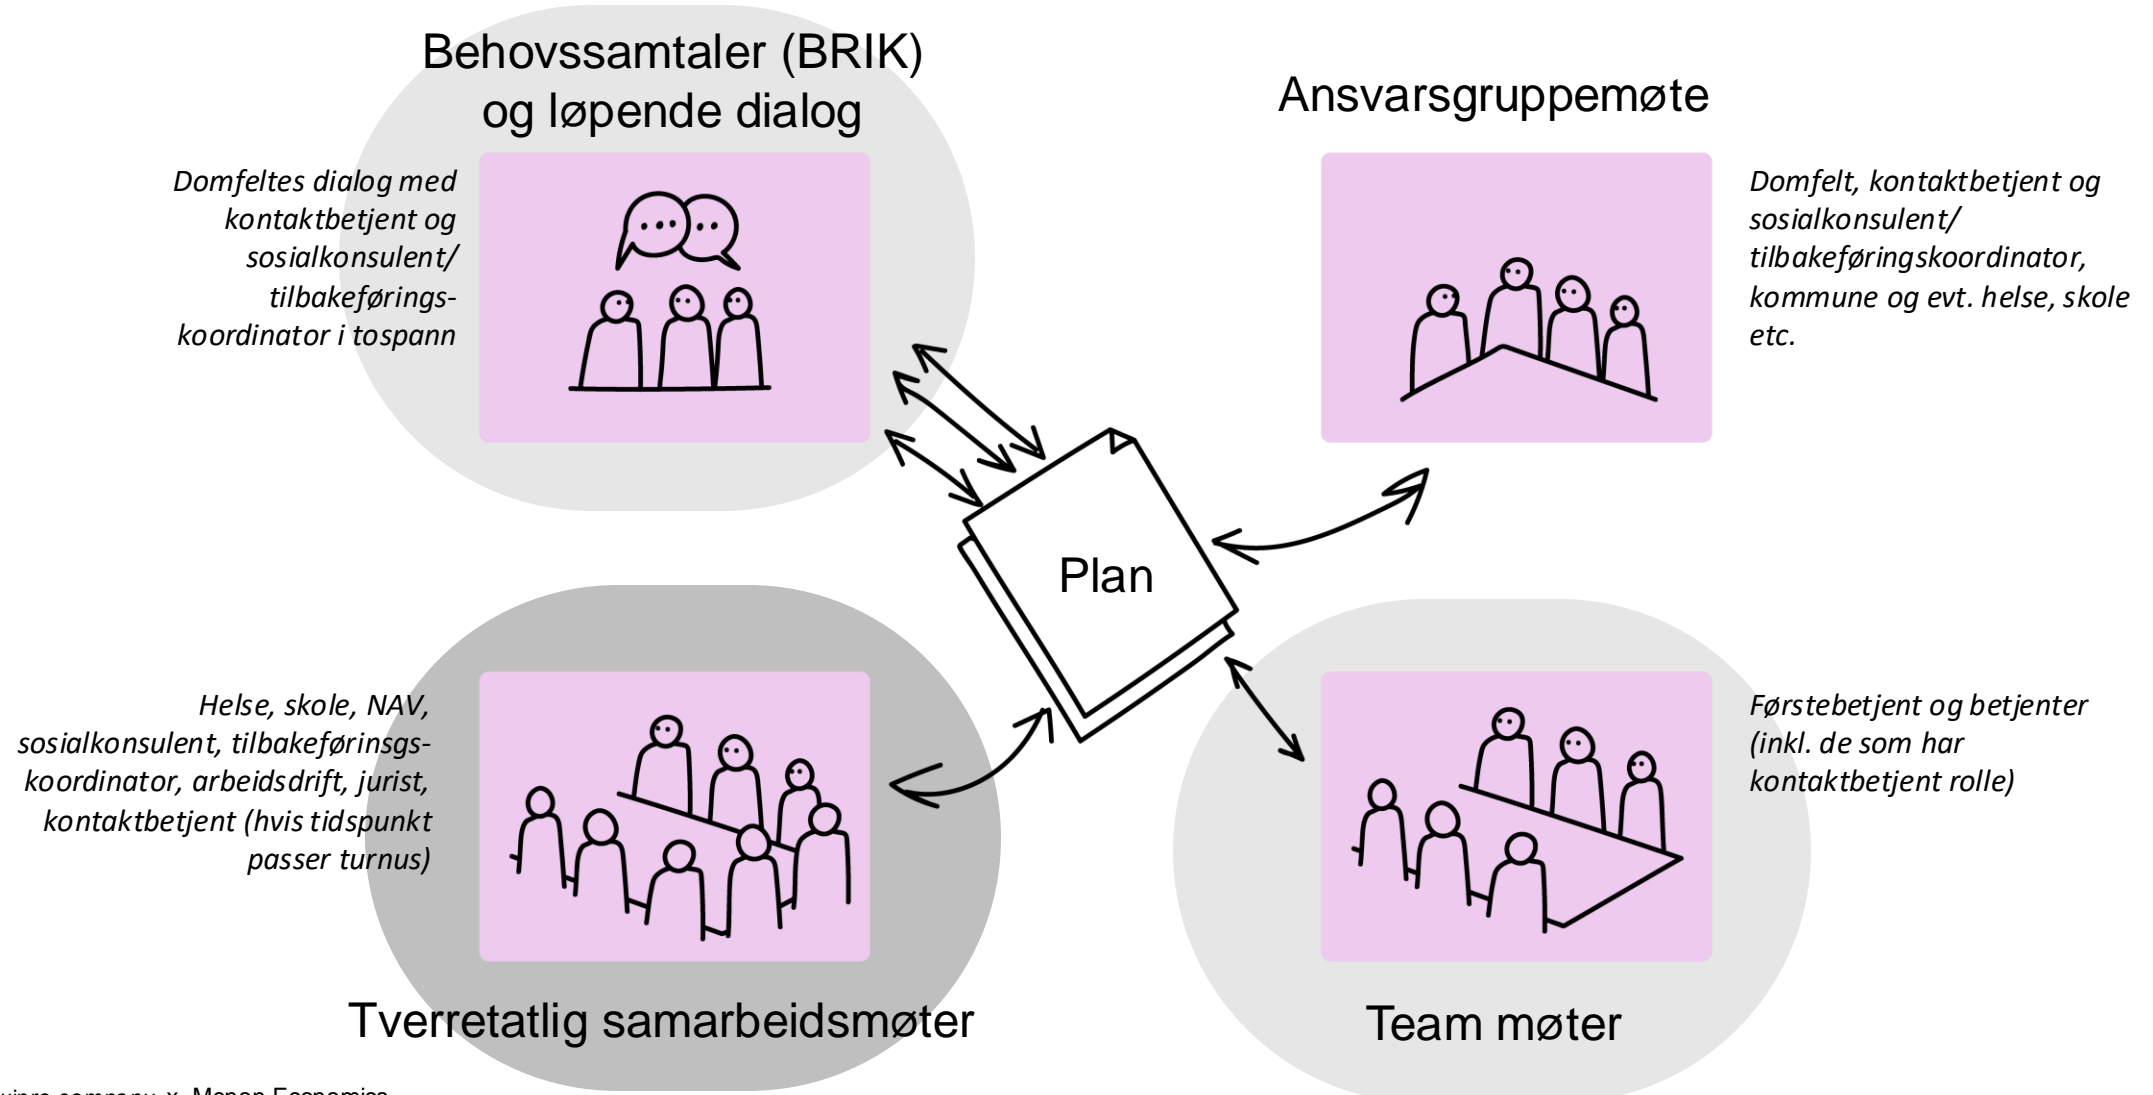 Behovssamtaler (BRIK)
og løpende dialog
Domfeltes dialog med
kontaktbetjent og
sosialkonsulent/
tilbakeførings-
koordinator i tospann
Ansvarsgruppemøte
Domfelt, kontaktbetjent og
sosialkonsulent/
tilbakeføringskoordinator,
kommune og evt. helse, skole
etc.
Plan
Helse, skole, NAV,
sosialkonsulent, tilbakeførinsgs-
koordinator, arbeidsdrift, jurist,
kontaktbetjent (hvis tidspunkt
passer turnus)
Tverretatlig samarbeidsmøter
Førstebetjent og betjenter
(inkl. de som har
kontaktbetjent rolle)
Team møter
company x Menon Economics